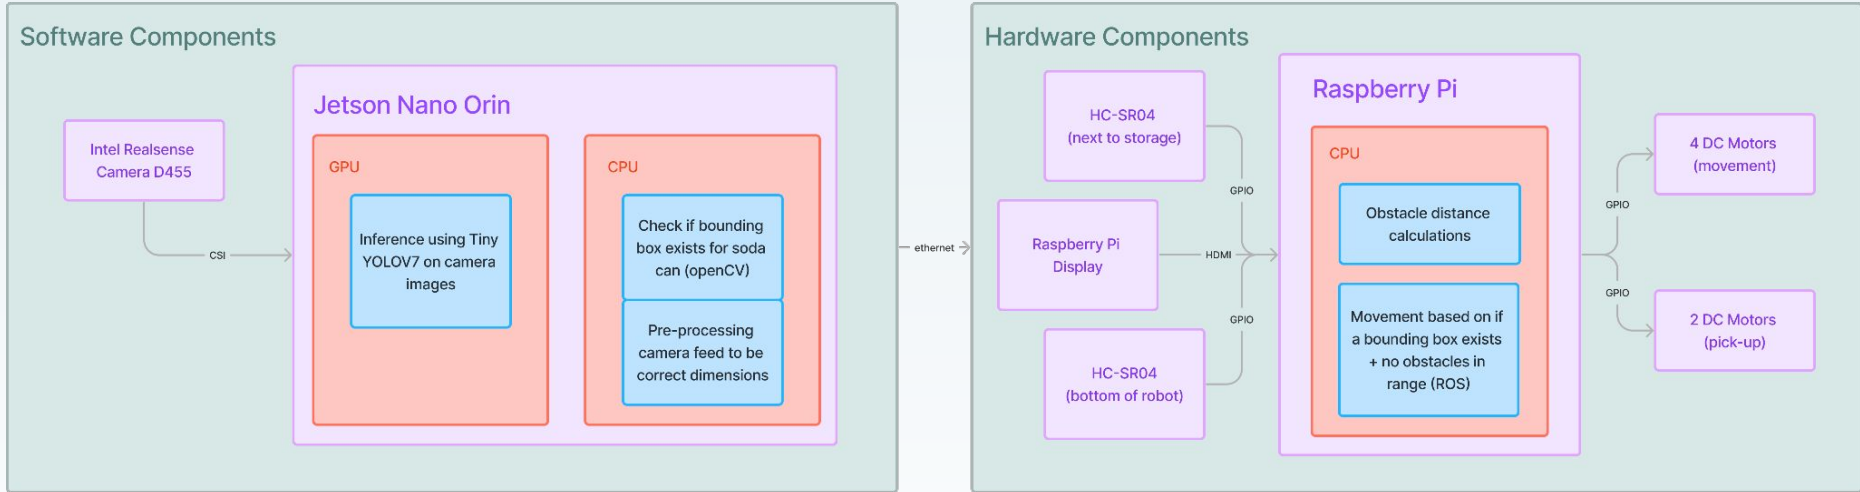 Software Components
Intel Realsense
Camera D455
CSI
Jetson Nano Orin
GPU
Inference using Tiny
YOLOV7 on camera
images
CPU
Check if bounding
box exists for soda
can (openCV)
Pre-processing
camera feed to be
correct dimensions
ethernet
Hardware Components
HC-SR04
(next to storage)
GPIO
Raspberry Pi
Display
HDMI
HC-SR04
(bottom of robot)
GPIO
Raspberry Pi
CPU
Obstacle distance
calculations
Movement based on if
a bounding box exists
+ no obstacles in
range (ROS)
GPIO
4 DC Motors
(movement)
GPIO
2 DC Motors
(pick-up)